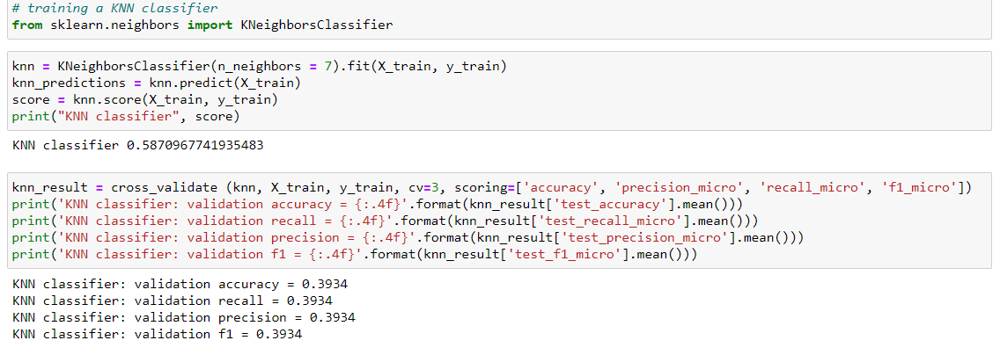 # training a KNN classifier
from sklearn.neighbors import KNeighborsClassifier
knn = KNeighborsClassifier(n_neighbors = 7).fit(X_train, y_train)
knn_predictions = knn.predict(X_train)
score = knn.score(X_train, y_train)
print("KNN classifier", score)
KNN classifier 0.5870967741935483
knn_result = cross_validate (knn, X_train, y_train, cv=3, scoring=['accuracy', 'precision_micro', 'recall_micro', 'f1_micro'])
print('KNN classifier: validation accuracy = {:.4f}'.format(knn_result['test_accuracy'].mean()))
print('KNN classifier: validation recall = {:.4f}'.format(knn_result['test_recall_micro'].mean()))
print('KNN classifier: validation precision = {:.4f}'.format(knn_result['test_precision_micro'].mean()))
print('KNN classifier: validation f1 = {:.4f}'.format(knn_result['test_f1_micro'].mean()))
KNN classifier: validation accuracy = 0.3934
KNN classifier: validation recall = 0.3934
KNN classifier: validation precision = 0.3934
KNN classifier: validation f1 = 0.3934